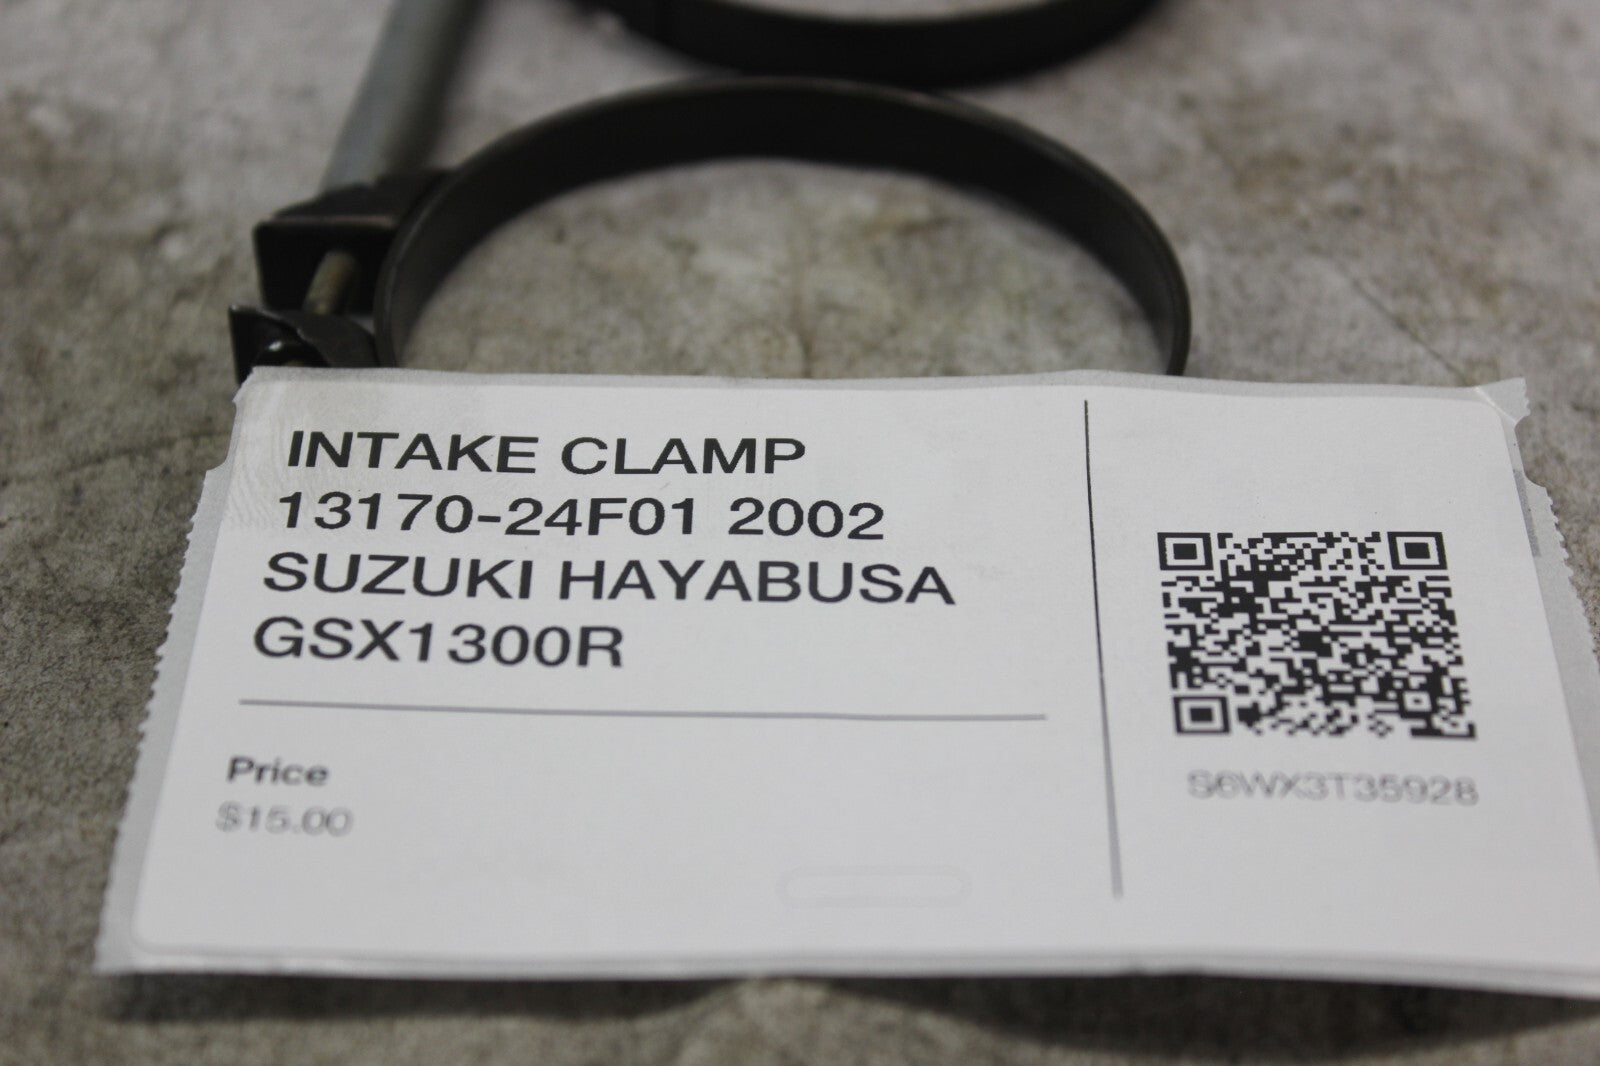 INTAKE CLAMP
13170-24F01 2002
SUZUKI HAYABUSA
GSX1300R
Price
$15.00
S6WX3T35928